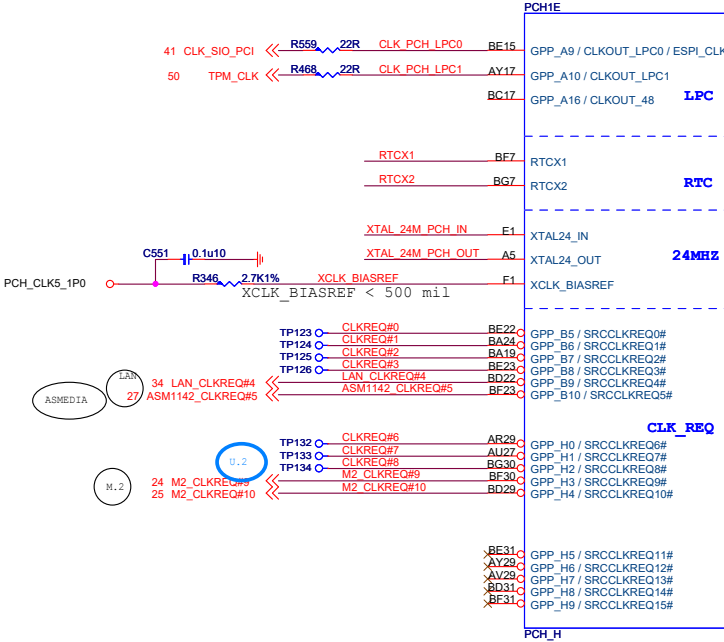 PCH1E
41 CLK_SIO_PCI R559 22R CLK_PCH_LPC0 BE15 GPP_A9 / CLKOUT_LPC0 / ESPI_CLK
50 TPM_CLK R468 22R CLK_PCH_LPC1 AY17 GPP_A10 / CLKOUT_LPC1
BC17 GPP_A16 / CLKOUT_48 LPC
RTCX1 BF7 RTCX1
RTCX2 BG7 RTCX2 RTC
XTAL_24M_PCH_IN E1 XTAL24_IN
C551 0.1u10 XTAL_24M_PCH_OUT A5 XTAL24_OUT 24MHZ
PCH_CLK5_1P0 R346 2.7K1% XCLK_BIASREF F1 XCLK_BIASREF
XCLK_BIASREF < 500 mil
TP123 CLKREQ#0 BE22 GPP_B5 / SRCCLKREQ0#
TP124 CLKREQ#1 BA24 GPP_B6 / SRCCLKREQ1#
TP125 CLKREQ#2 BA19 GPP_B7 / SRCCLKREQ2#
TP126 CLKREQ#3 BE23 GPP_B8 / SRCCLKREQ3#
LAN 34 LAN_CLKREQ#4 LAN_CLKREQ#4 BD22 GPP_B9 / SRCCLKREQ4#
ASMEDIA 27 ASM1142_CLKREQ#5 ASM1142_CLKREQ#5 BF23 GPP_B10 / SRCCLKREQ5#
CLK_REQ
TP132 CLKREQ#6 AR29 GPP_H0 / SRCCLKREQ6#
TP133 CLKREQ#7 AU27 GPP_H1 / SRCCLKREQ7#
U.2 TP134 CLKREQ#8 BG30 GPP_H2 / SRCCLKREQ8#
M.2 24 M2_CLKREQ#9 M2_CLKREQ#9 BF30 GPP_H3 / SRCCLKREQ9#
25 M2_CLKREQ#10 M2_CLKREQ#10 BD29 GPP_H4 / SRCCLKREQ10#
BE31 GPP_H5 / SRCCLKREQ11#
AY29 GPP_H6 / SRCCLKREQ12#
AV29 GPP_H7 / SRCCLKREQ13#
BD31 GPP_H8 / SRCCLKREQ14#
BF31 GPP_H9 / SRCCLKREQ15#
PCH_H